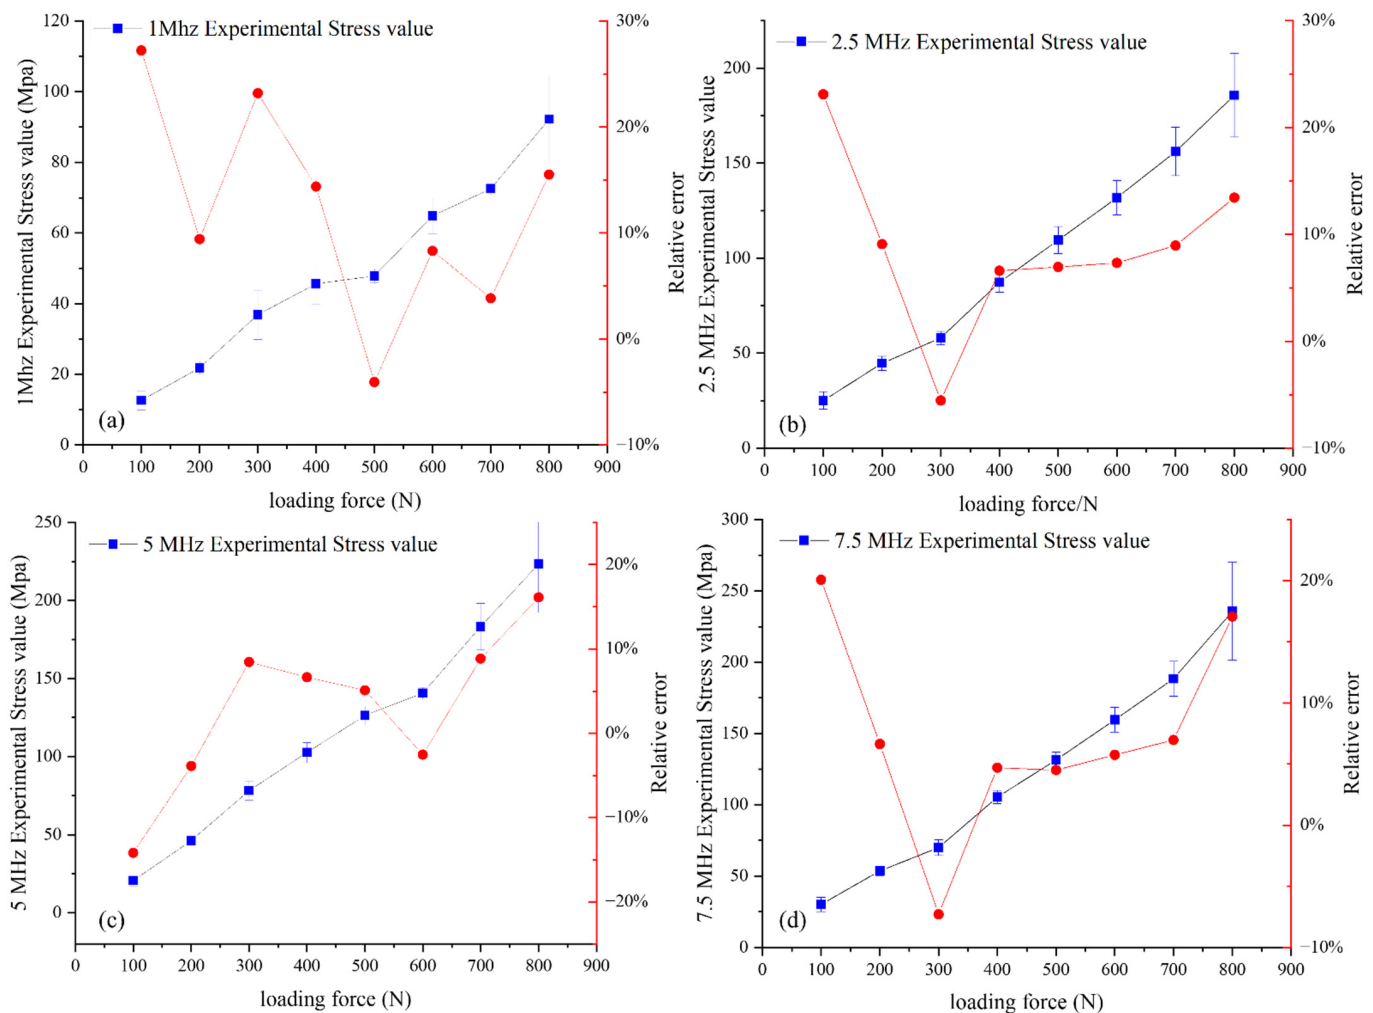 1Mhz Experimental Stress value
1Mhz Experimental Stress value (Mpa)
120
100
80
60
40
20
0
30%
20%
10%
0%
−10%
Relative error
(a)
0 100 200 300 400 500 600 700 800 900
loading force (N)
2.5 MHz Experimental Stress value
2.5 MHz Experimental Stress value
200
150
100
50
0
30%
20%
10%
0%
−10%
Relative error
(b)
0 100 200 300 400 500 600 700 800 900
loading force/N
5 MHz Experimental Stress value
5 MHz Experimental Stress value (Mpa)
250
200
150
100
50
0
20%
10%
0%
−10%
−20%
Relative error
(c)
0 100 200 300 400 500 600 700 800 900
loading force (N)
7.5 MHz Experimental Stress value
7.5 MHz Experimental Stress value (Mpa)
300
250
200
150
100
50
0
20%
10%
0%
−10%
Relative error
(d)
0 100 200 300 400 500 600 700 800 900
loading force (N)